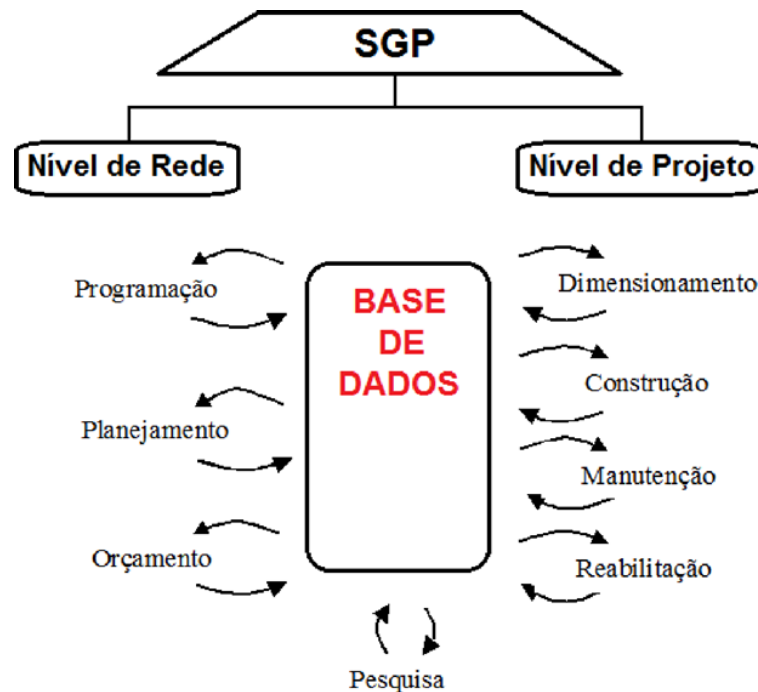 SGP
Nível de Rede
Nível de Projeto
Programação
Planejamento
Orçamento
BASE
DE
DADOS
Dimensionamento
Construção
Manutenção
Reabilitação
Pesquisa